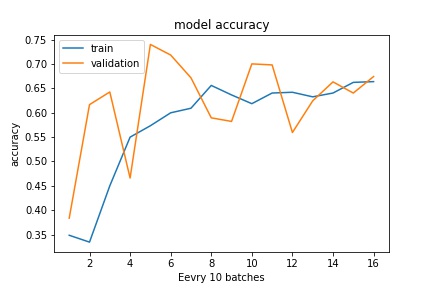 model accuracy
train
validation
accuracy
0.75
0.70
0.65
0.60
0.55
0.50
0.45
0.40
0.35
2 4 6 8 10 12 14 16
Eevry 10 batches